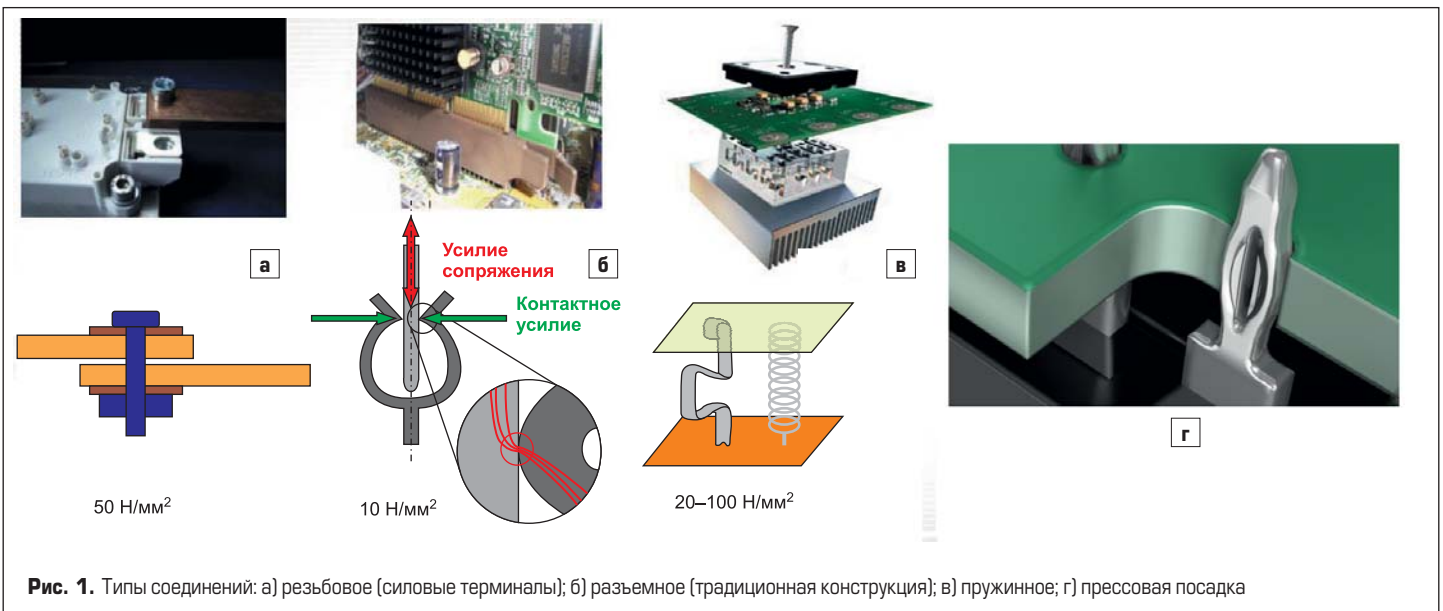 а
б
в
Усилие
сопряжения
Контактное
усилие
г
50 Н/мм²
10 Н/мм²
20–100 Н/мм²
Рис. 1. Типы соединений: а) резьбовое (силовые терминалы); б) разъемное (традиционная конструкция); в) пружинное; г) прессовая посадка